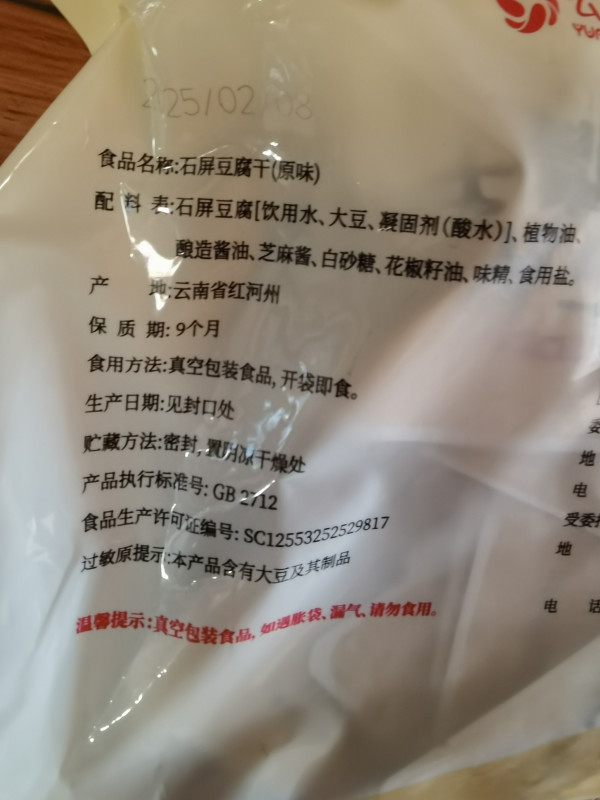 2025/02/08
食品名称:石屏豆腐干(原味)
配 料 表:石屏豆腐[饮用水、大豆、凝固剂(酸水)]、植物油、
酿造酱油、芝麻酱、白砂糖、花椒籽油、味精、食用盐。
产 地:云南省红河州
保 质 期: 9个月
食用方法:真空包装食品, 开袋即食。
生产日期:见封口处
贮藏方法:密封, 置阴凉干燥处
产品执行标准号: GB 2712
食品生产许可证编号: SC12553252529817
过敏原提示:本产品含有大豆及其制品
温馨提示:真空包装食品, 如遇胀袋、漏气、请勿食用。
委
地
电
受委
地
电 话